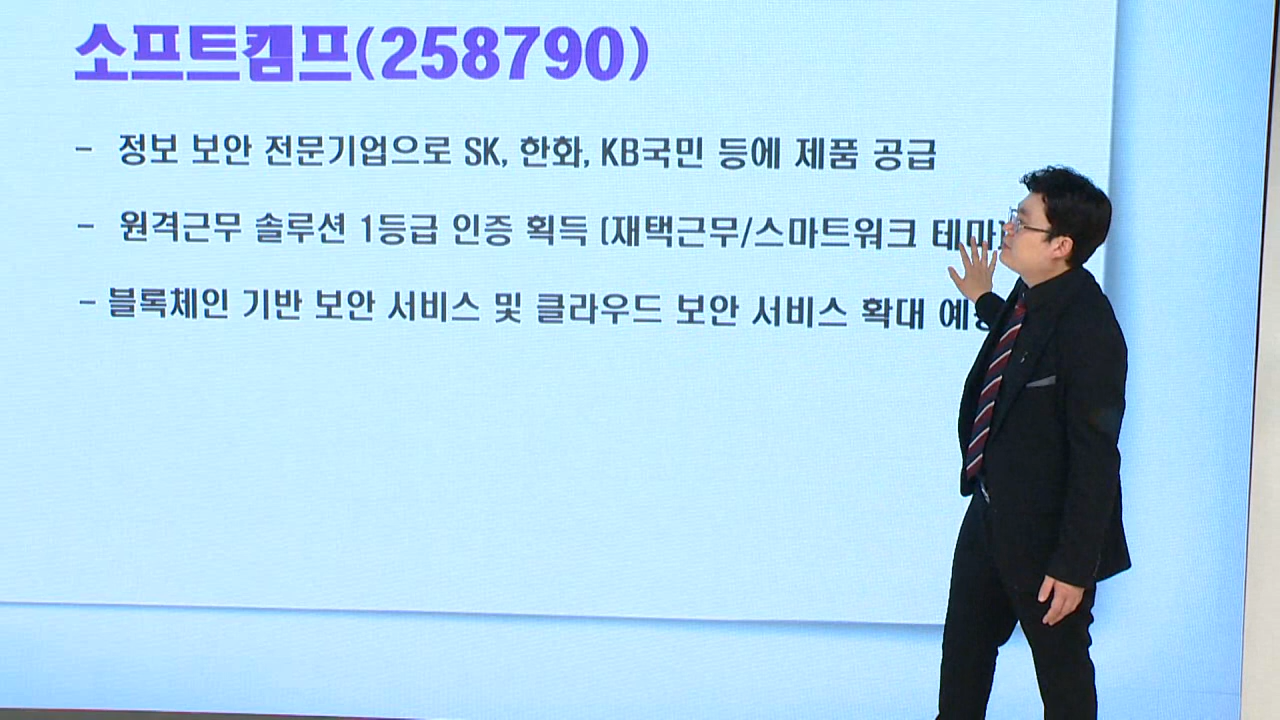 소프트캠프(258790)
- 정보 보안 전문기업으로 SK, 한화, KB국민 등에 제품 공급
- 원격근무 솔루션 1등급 인증 획득 (재택근무/스마트워크 테마)
- 블록체인 기반 보안 서비스 및 클라우드 보안 서비스 확대